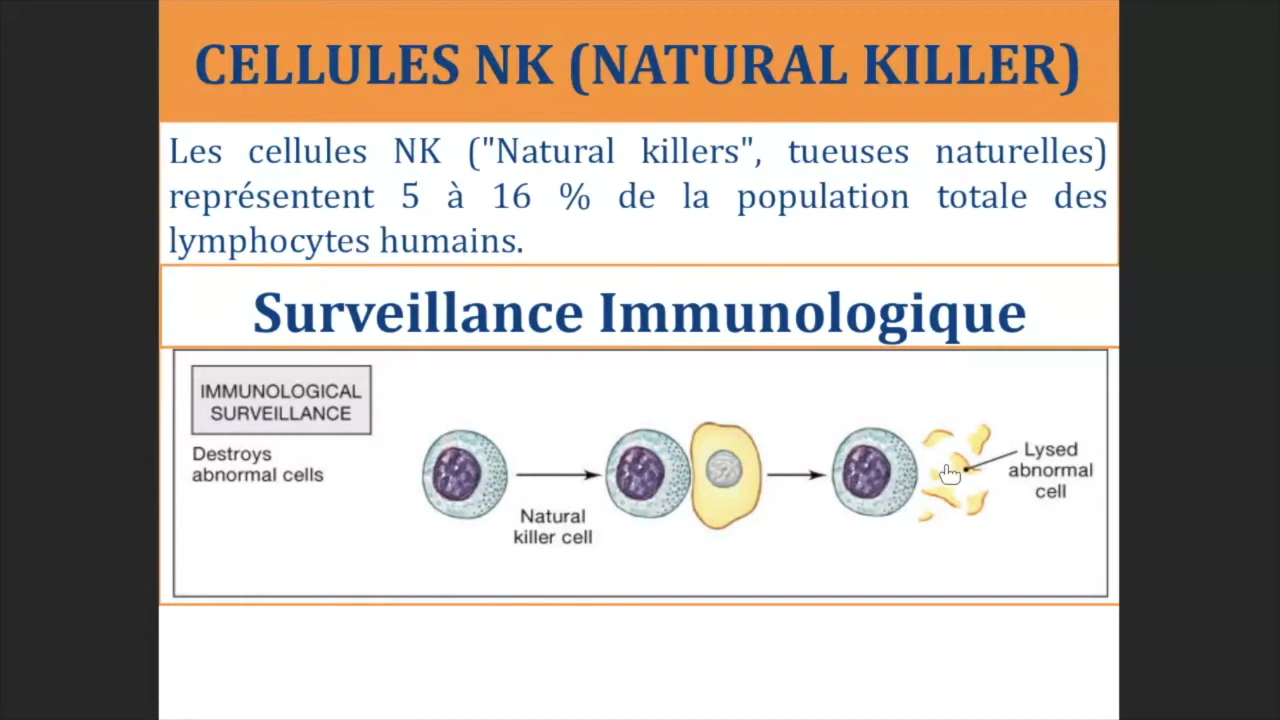 CELLULES NK (NATURAL KILLER)
Les cellules NK ("Natural killers", tueuses naturelles)
représentent 5 à 16 % de la population totale des
lymphocytes humains.
Surveillance Immunologique
IMMUNOLOGICAL
SURVEILLANCE
Destroys
abnormal cells
Natural
killer cell
Lysed
abnormal
cell